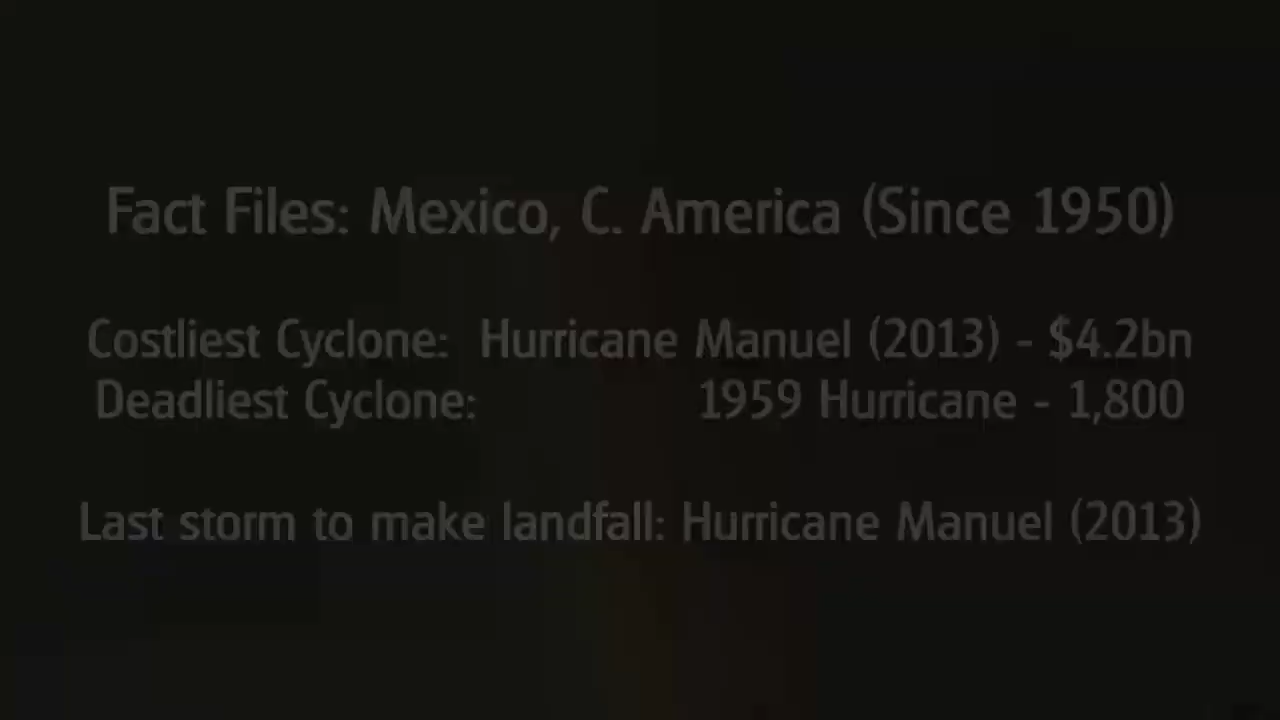 Fact Files: Mexico, C. America (Since 1950)
Costliest Cyclone: Hurricane Manuel (2013) - $4.2bn
Deadliest Cyclone: 1959 Hurricane - 1,800
Last storm to make landfall: Hurricane Manuel (2013)